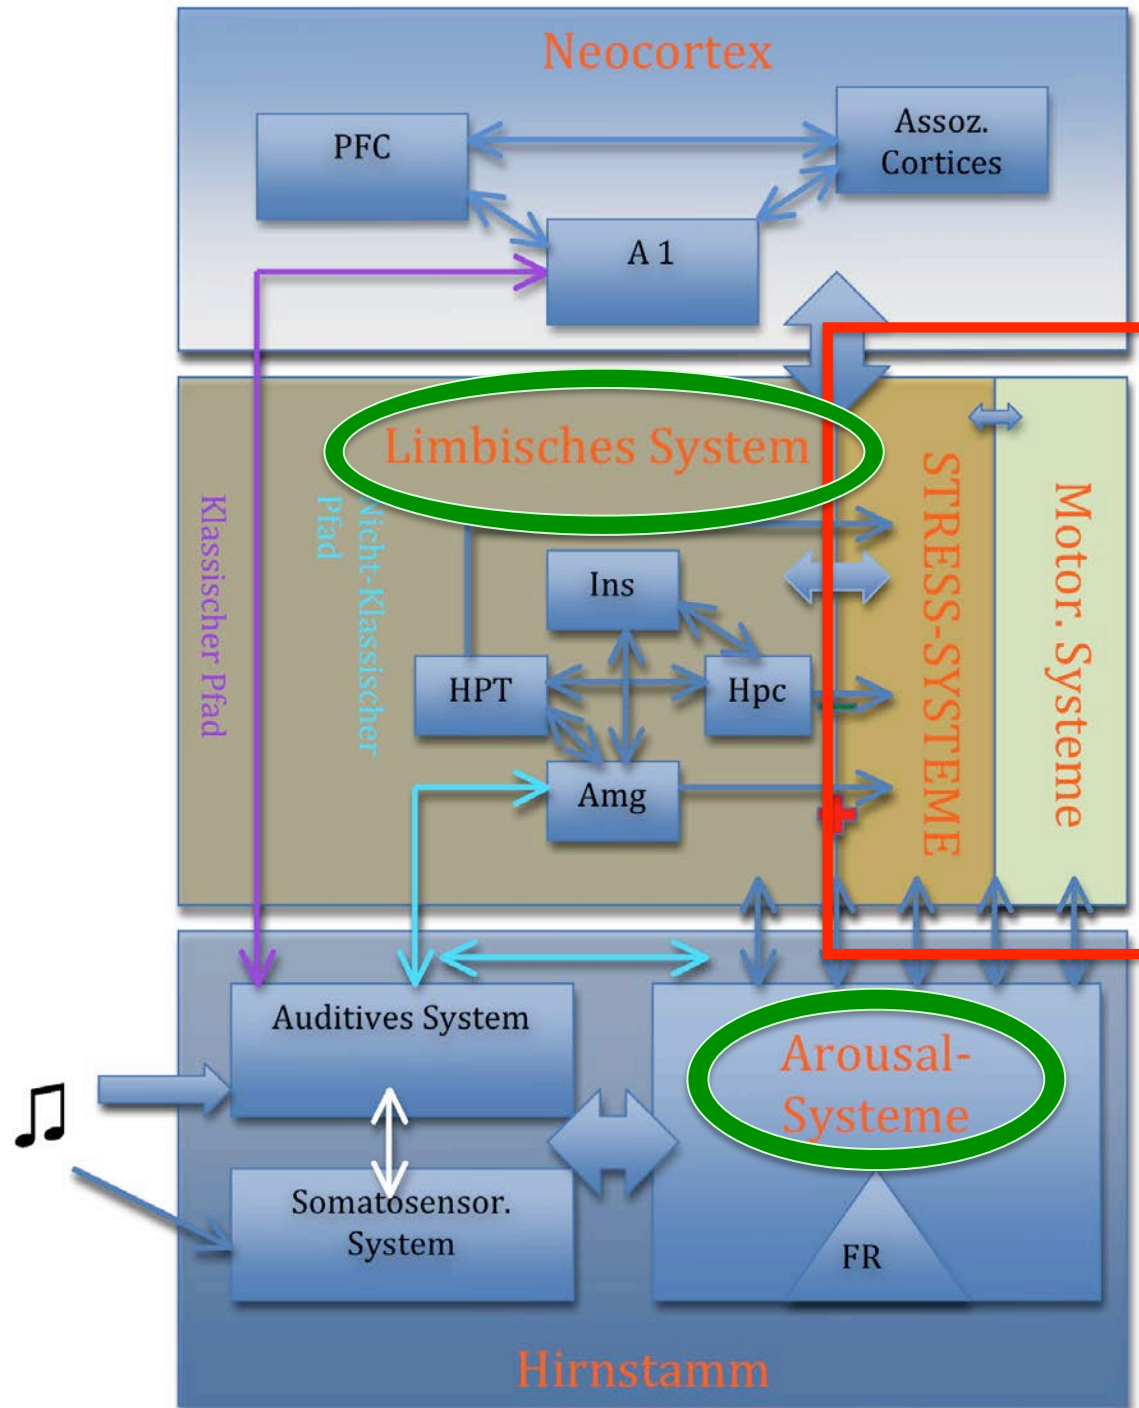 Neocortex
PFC
Assoz.
Cortices
A 1
Limbisches System
Klassischer Pfad
Nicht-Klassischer
Pfad
Ins
HPT
Hpc
Amg
STRESS-SYSTEME
Motor. Systeme
Auditives System
Somatosensor.
System
Arousal-
Systeme
FR
Hirnstamm